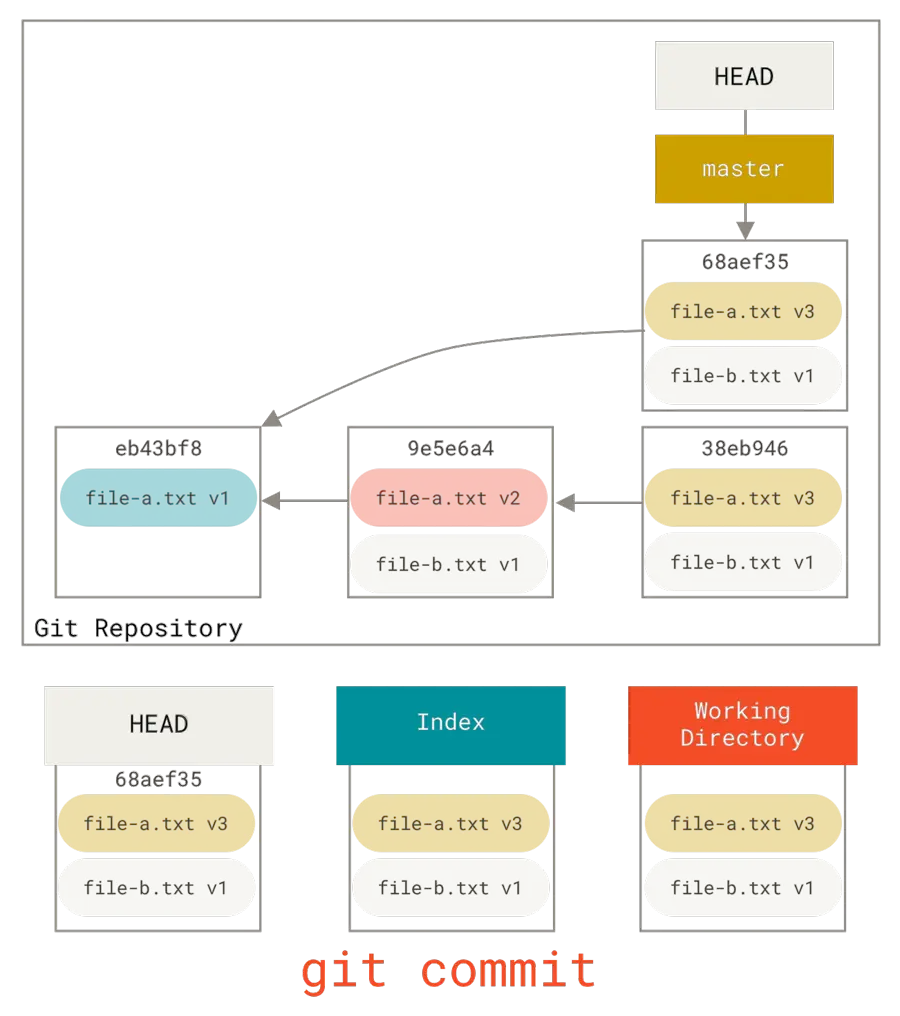 HEAD
master
68aef35
file-a.txt v3
file-b.txt v1
eb43bf8
file-a.txt v1
9e5e6a4
file-a.txt v2
file-b.txt v1
38eb946
file-a.txt v3
file-b.txt v1
Git Repository
HEAD
68aef35
file-a.txt v3
file-b.txt v1
Index
file-a.txt v3
file-b.txt v1
Working
Directory
file-a.txt v3
file-b.txt v1
git commit